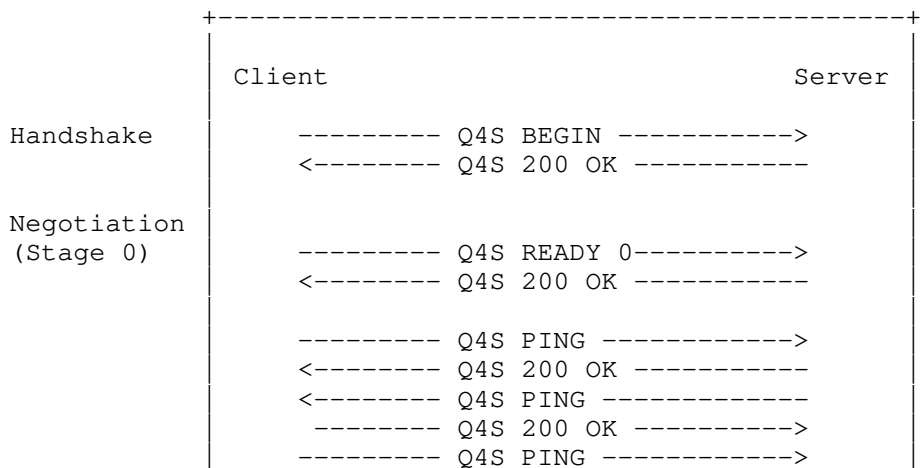 +-------------------------------------------+
| |
| Client Server |
| |
Handshake | --------- Q4S BEGIN -----------> |
| <-------- Q4S 200 OK ----------- |
| |
Negotiation | |
(Stage 0) | --------- Q4S READY 0----------> |
| <-------- Q4S 200 OK ----------- |
| |
| --------- Q4S PING ------------> |
| <-------- Q4S 200 OK ----------- |
| <-------- Q4S PING ------------- |
| -------- Q4S 200 OK -----------> |
| --------- Q4S PING ------------> |